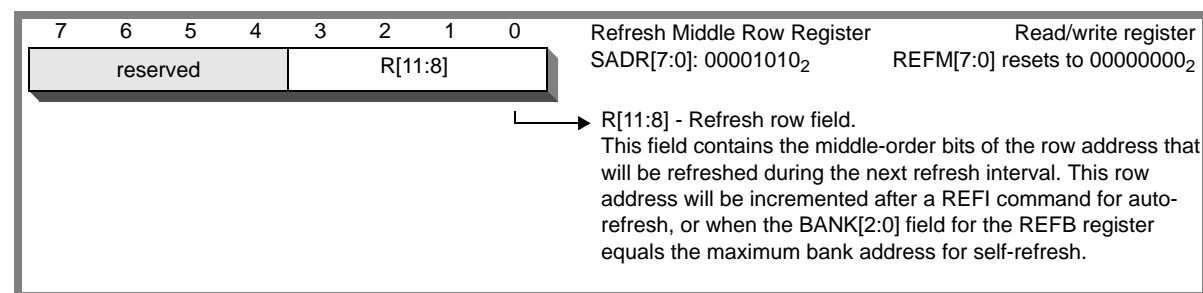 7 6 5 4 3 2 1 0
reserved R[11:8]
Refresh Middle Row Register Read/write register
SADR[7:0]: 00001010₂ REFM[7:0] resets to 00000000₂
R[11:8] - Refresh row field.
This field contains the middle-order bits of the row address that
will be refreshed during the next refresh interval. This row
address will be incremented after a REFI command for auto-
refresh, or when the BANK[2:0] field for the REFB register
equals the maximum bank address for self-refresh.